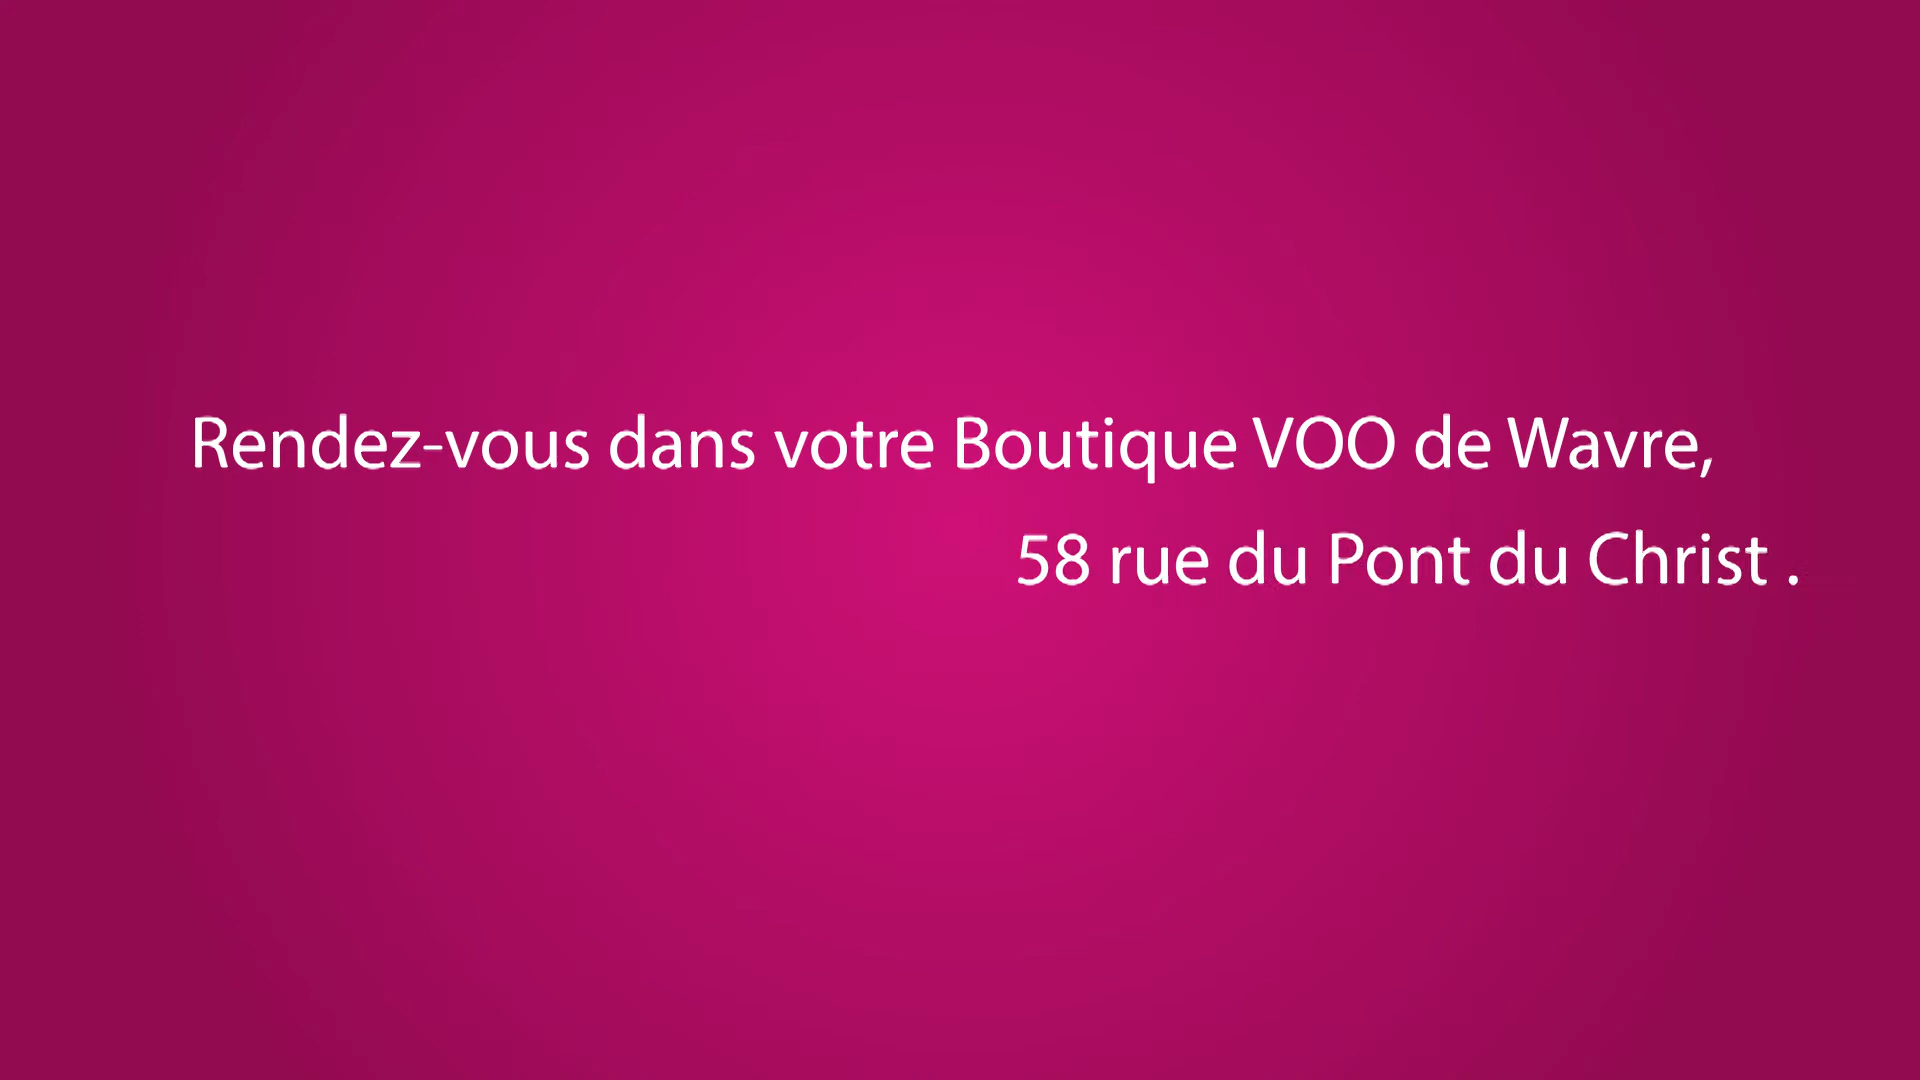 Rendez-vous dans votre Boutique VOO de Wavre,
58 rue du Pont du Christ .